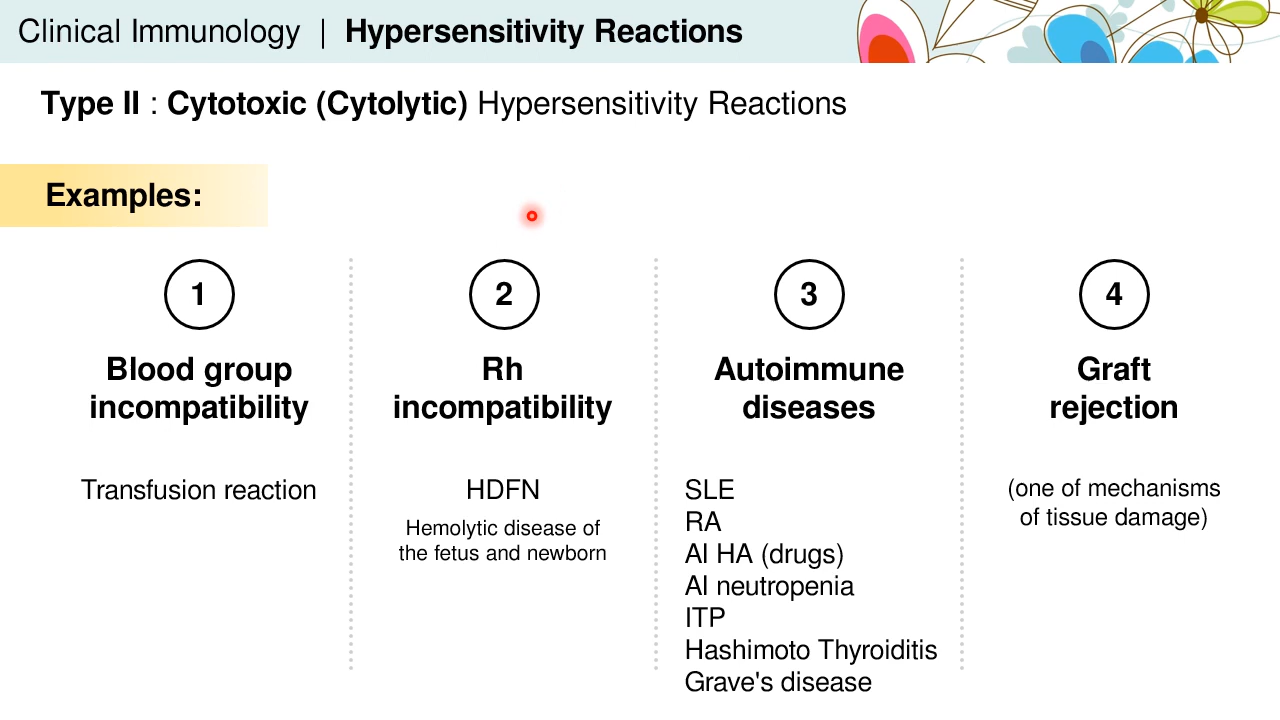 Clinical Immunology | Hypersensitivity Reactions
Type II : Cytotoxic (Cytolytic) Hypersensitivity Reactions
Examples:
1
Blood group
incompatibility
Transfusion reaction
2
Rh
incompatibility
HDFN
Hemolytic disease of
the fetus and newborn
3
Autoimmune
diseases
SLE
RA
AI HA (drugs)
AI neutropenia
ITP
Hashimoto Thyroiditis
Grave's disease
4
Graft
rejection
(one of mechanisms
of tissue damage)